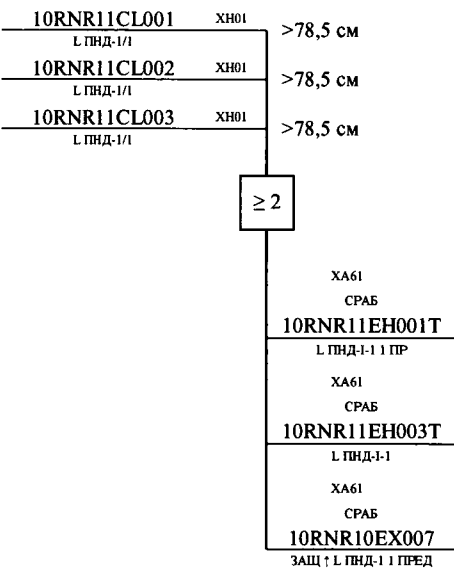 10RNR11CL001 XH01 >78,5 см
L ПНД-1/1
10RNR11CL002 XH01 >78,5 см
L ПНД-1/1
10RNR11CL003 XH01 >78,5 см
L ПНД-1/1
≥ 2
XA61
СРАБ
10RNR11EH001T
L ПНД-I-1 1 ПР
XA61
СРАБ
10RNR11EH003T
L ПНД-I-1
XA61
СРАБ
10RNR10EX007
ЗАЩ ↑ L ПНД-1 1 ПРЕД